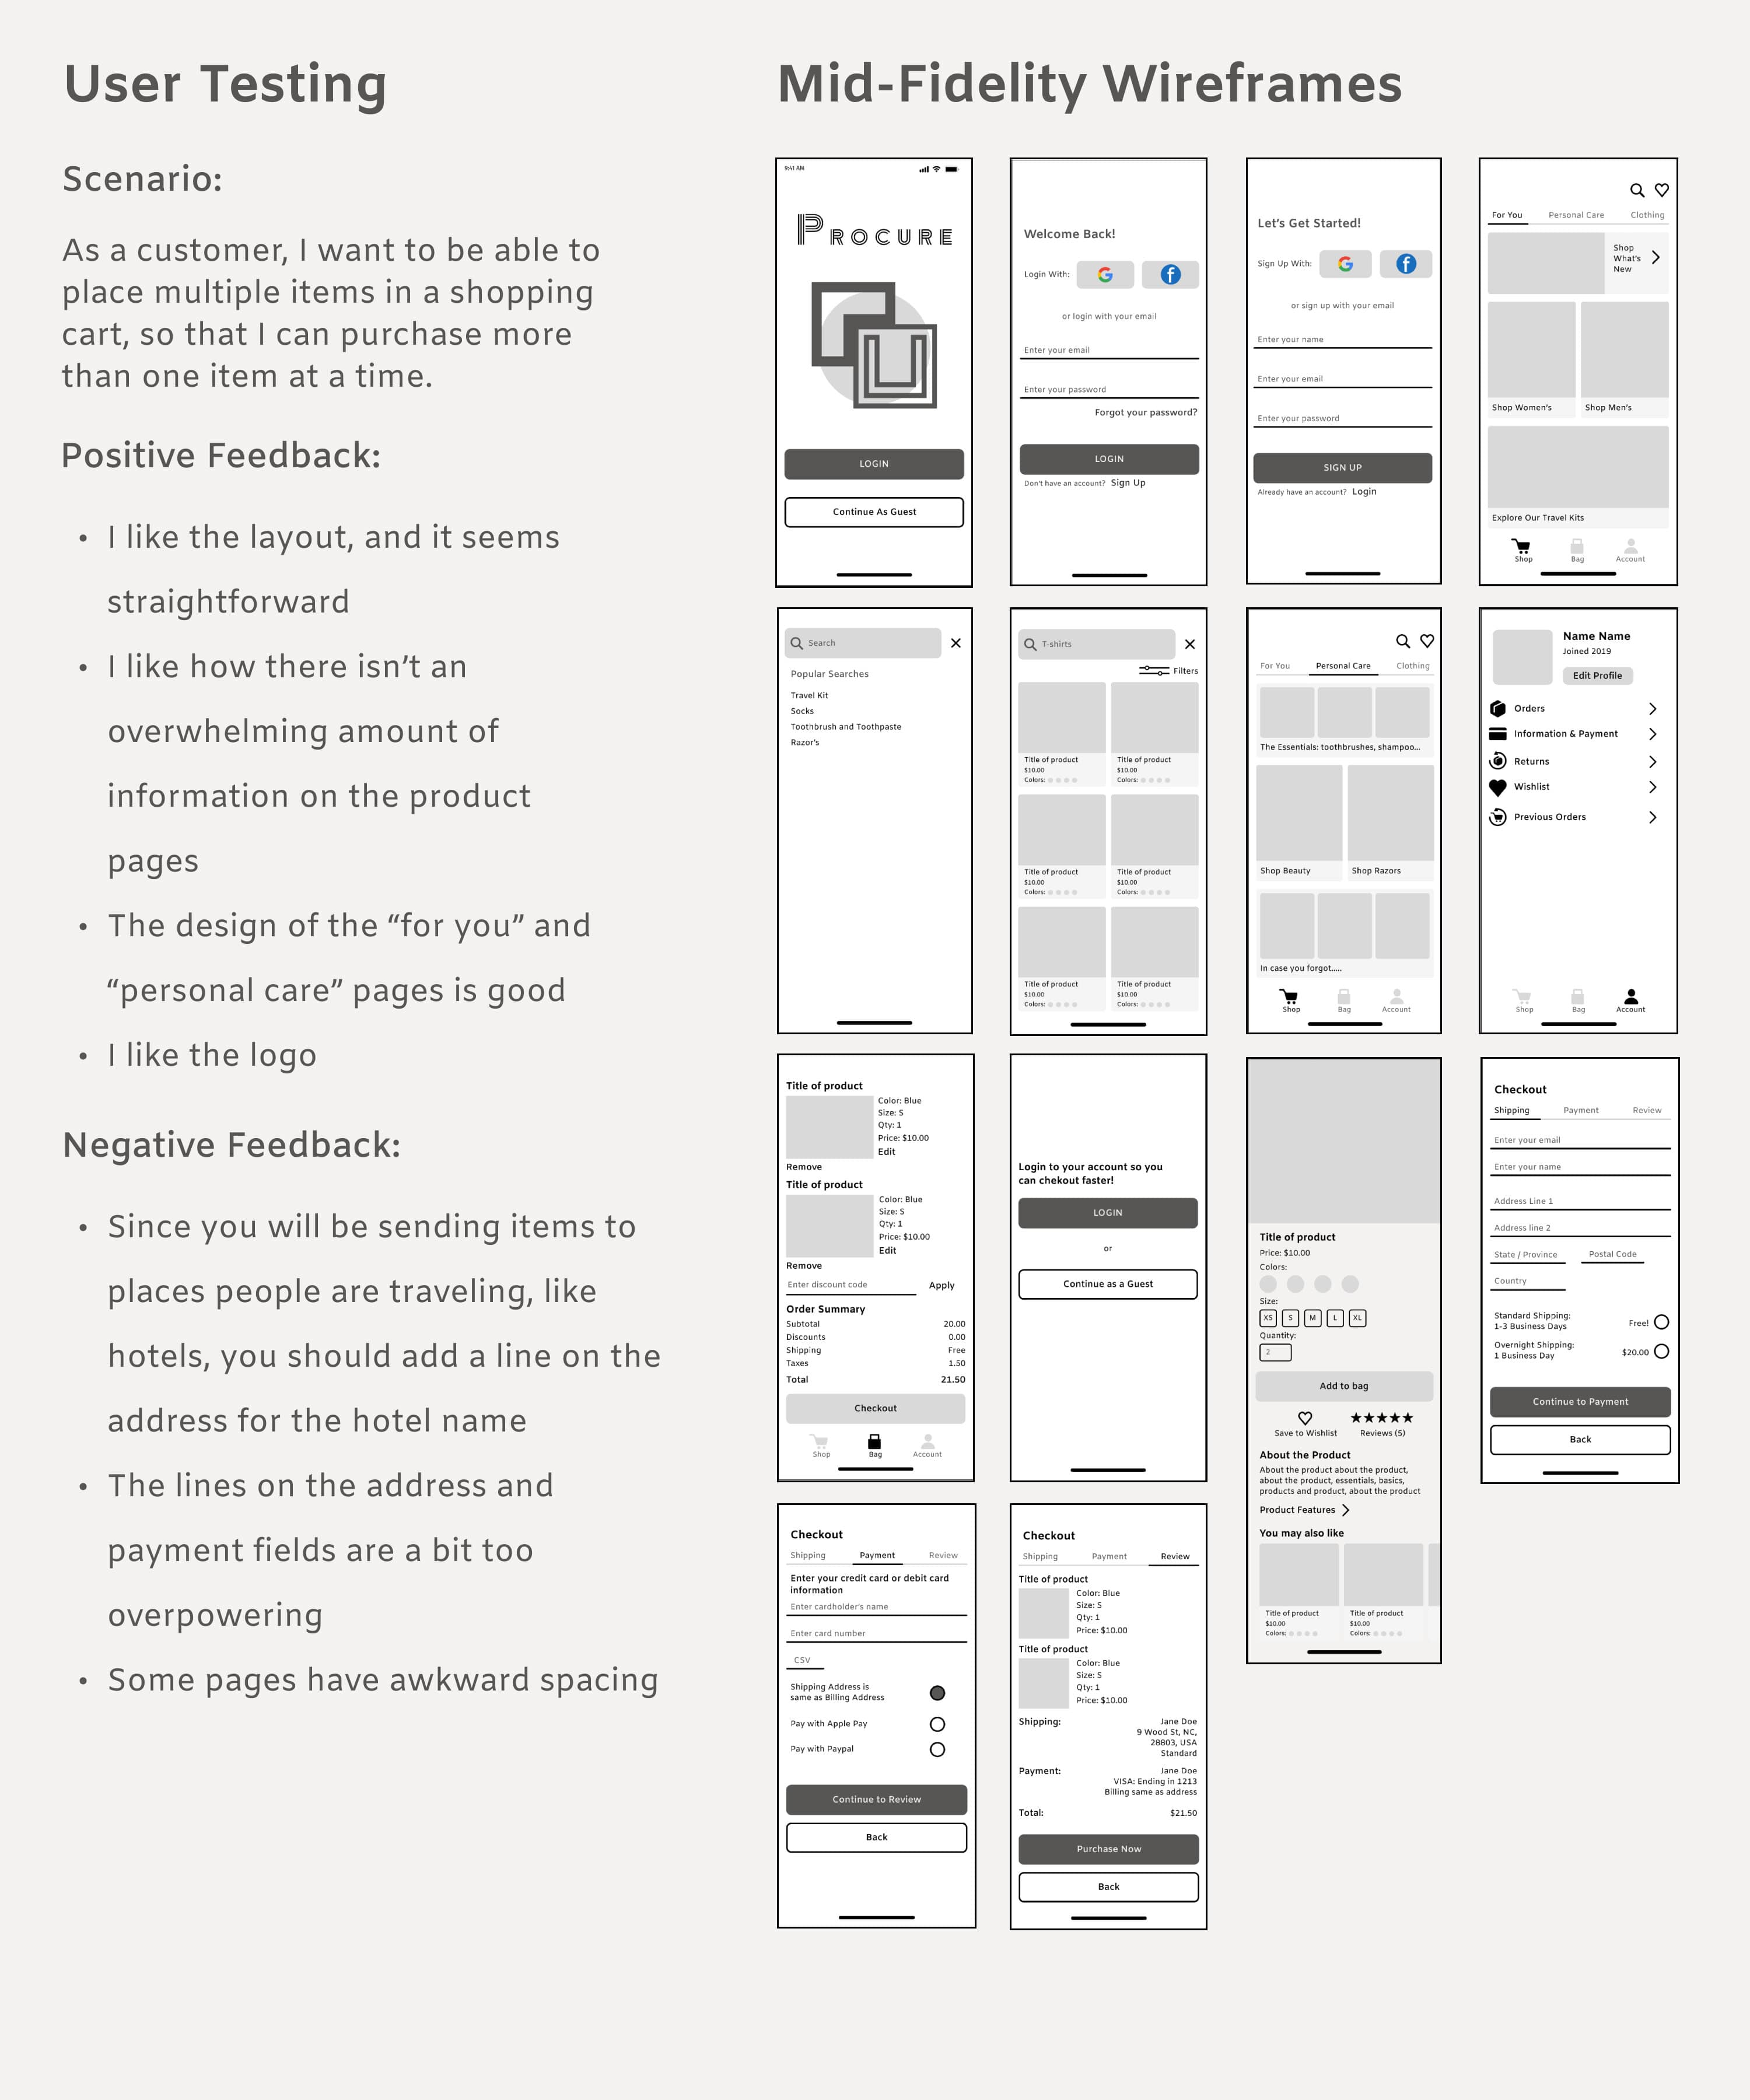 User Testing
Scenario:
As a customer, I want to be able to
place multiple items in a shopping
cart, so that I can purchase more
than one item at a time.
Positive Feedback:
• I like the layout, and it seems
straightforward
• I like how there isn’t an
overwhelming amount of
information on the product
pages
• The design of the “for you” and
“personal care” pages is good
• I like the logo
Negative Feedback:
• Since you will be sending items to
places people are traveling, like
hotels, you should add a line on the
address for the hotel name
• The lines on the address and
payment fields are a bit too
overpowering
• Some pages have awkward spacing
Mid-Fidelity Wireframes
9:41 AM
PROCURE
LOGIN
Continue As Guest
Welcome Back!
Login With:
or login with your email
Enter your email
Enter your password
Forgot your password?
LOGIN
Don't have an account? Sign Up
Let's Get Started!
Sign Up With:
or sign up with your email
Enter your name
Enter your email
Enter your password
SIGN UP
Already have an account? Login
For You Personal Care Clothing
Shop
What's
New
Shop Women's Shop Men's
Explore Our Travel Kits
Shop Bag Account
Search
Popular Searches
Travel Kit
Socks
Toothbrush and Toothpaste
Razor's
T-shirts
Filters
Title of product Title of product
$10.00 $10.00
Colors: Colors:
Title of product Title of product
$10.00 $10.00
Colors: Colors:
Title of product Title of product
$10.00 $10.00
Colors: Colors:
For You Personal Care Clothing
The Essentials: toothbrushes, shampoo...
Shop Beauty Shop Razors
In case you forgot.....
Shop Bag Account
Name Name
Joined 2019
Edit Profile
Orders
Information & Payment
Returns
Wishlist
Previous Orders
Shop Bag Account
Title of product
Color: Blue
Size: S
Qty: 1
Price: $10.00
Edit
Remove
Title of product
Color: Blue
Size: S
Qty: 1
Price: $10.00
Edit
Remove
Enter discount code Apply
Order Summary
Subtotal 20.00
Discounts 0.00
Shipping Free
Taxes 1.50
Total 21.50
Checkout
Shop Bag Account
Login to your account so you
can chekout faster!
LOGIN
or
Continue as a Guest
Title of product
Price: $10.00
Colors:
Size:
XS S M L XL
Quantity:
2
Add to bag
Save to Wishlist Reviews (5)
About the Product
About the product about the product,
about the product, essentials, basics,
products and product, about the product
Product Features
You may also like
Title of product Title of product
$10.00 $10.00
Colors: Colors:
Checkout
Shipping Payment Review
Enter your email
Enter your name
Address Line 1
Address line 2
State / Province Postal Code
Country
Standard Shipping:
1-3 Business Days Free!
Overnight Shipping:
1 Business Day $20.00
Continue to Payment
Back
Checkout
Shipping Payment Review
Enter your credit card or debit card
information
Enter cardholder's name
Enter card number
CSV
Shipping Address is
same as Billing Address
Pay with Apple Pay
Pay with Paypal
Continue to Review
Back
Checkout
Shipping Payment Review
Title of product
Color: Blue
Size: S
Qty: 1
Price: $10.00
Title of product
Color: Blue
Size: S
Qty: 1
Price: $10.00
Shipping: Jane Doe
9 Wood St, NC,
28803, USA
Standard
Payment: Jane Doe
VISA: Ending in 1213
Billing same as address
Total: $21.50
Purchase Now
Back